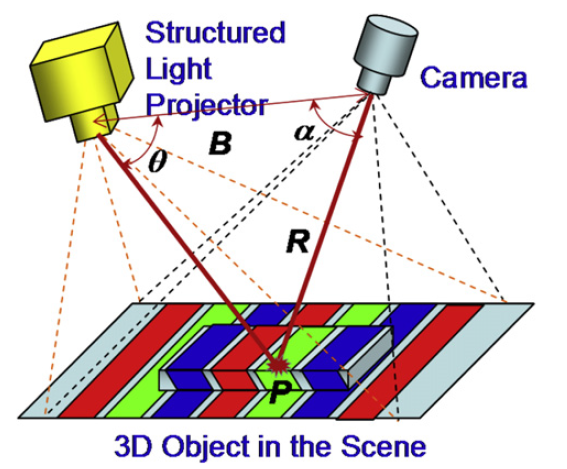 Structured
Light
Projector
Camera
B
α
θ
R
P
3D Object in the Scene